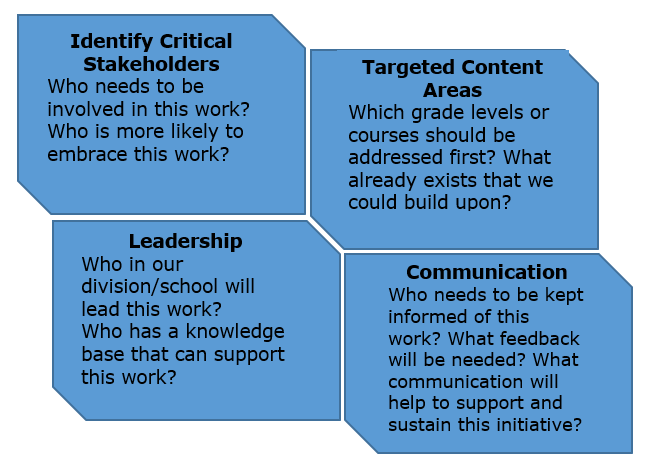 Identify Critical
Stakeholders
Who needs to be
involved in this work?
Who is more likely to
embrace this work?
Targeted Content
Areas
Which grade levels or
courses should be
addressed first? What
already exists that we
could build upon?
Leadership
Who in our
division/school will
lead this work?
Who has a knowledge
base that can support
this work?
Communication
Who needs to be kept
informed of this
work? What feedback
will be needed? What
communication will
help to support and
sustain this initiative?